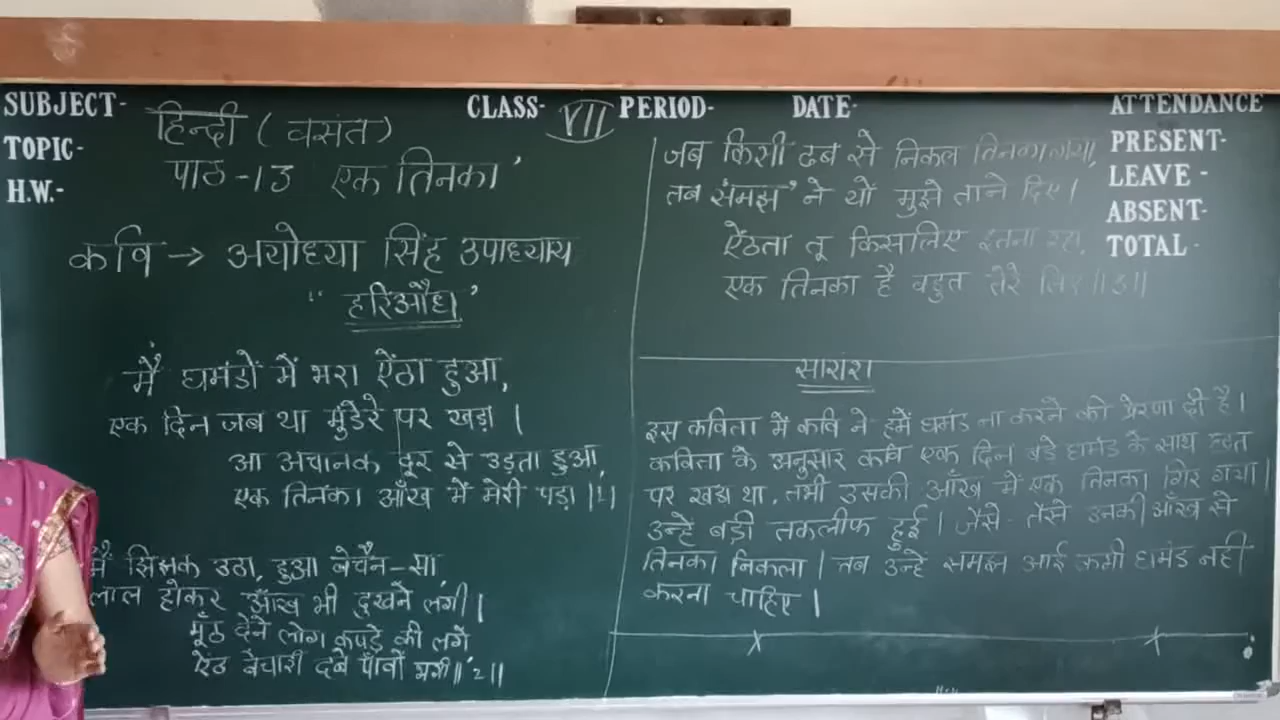 SUBJECT- हिन्दी ( वसंत ) CLASS- VII PERIOD- DATE- ATTENDANCE
TOPIC- पाठ -13 एक तिनका '
H.W.-
PRESENT-
LEAVE -
ABSENT-
TOTAL -
कवि → अयोध्या सिंह उपाध्याय
" हरिऔध '
मैं घमंडों में भरा ऐंठा हुआ,
एक दिन जब था मुंडेरे पर खड़ा ।
आ अचानक दूर से उड़ता हुआ,
एक तिनका आँख में मेरी पड़ा ॥1॥
मैं झिझक उठा, हुआ बेचैन-सा,
लाल होकर आँख भी दुखने लगी ।
मूँठ देने लोग कपड़े की लगे
ऐंठ बेचारी दबे पाँवों भगी ॥2॥
जब किसी ढब से निकल तिनका गया,
तब "समझ" ने यों मुझे ताने दिए ।
ऐंठता तू किसलिए इतना रहा,
एक तिनका है बहुत तेरे लिए ॥3॥
सारांश
इस कविता में कवि ने हमें घमंड ना करने की प्रेरणा दी है ।
कविता के अनुसार कवि एक दिन बडे घमंड के साथ छत
पर खडा था, तभी उसकी आँख में एक तिनका गिर गया ।
उन्हे बडी तकलीफ हुई । जैसे - तैसे उनकी आँख से
तिनका निकला । तब उन्हें समझ आई कभी घमंड नही
करना चाहिए ।